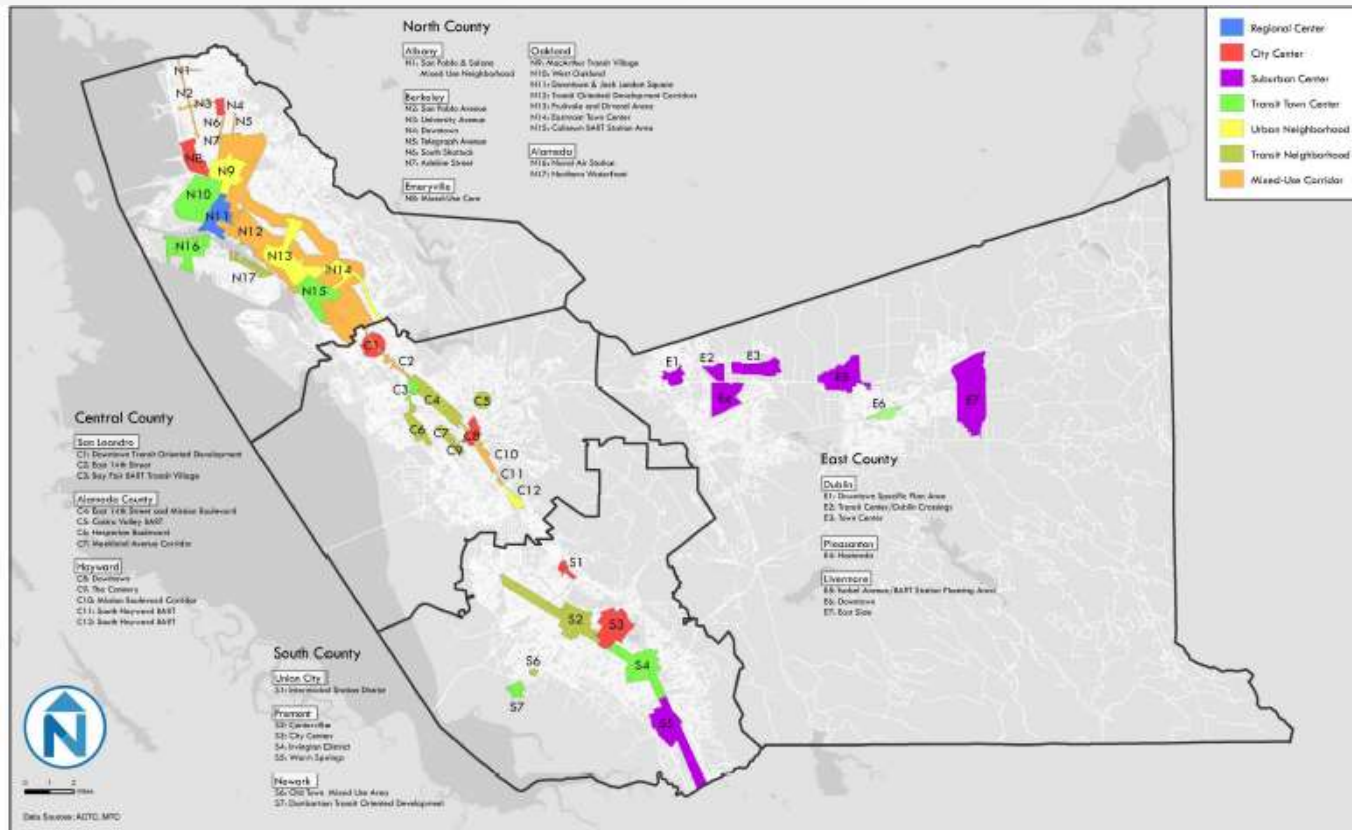 North County
Albany
N1: San Pablo & Solano
Mixed Use Neighborhood
Berkeley
N2: San Pablo Avenue
N3: University Avenue
N4: Downtown
N5: Telegraph Avenue
N6: South Shattuck
N7: Adeline Street
Emeryville
N8: Mixed-Use Core
Oakland
N9: MacArthur Transit Village
N10: West Oakland
N11: Downtown & Jack London Square
N12: Transit Oriented Development Corridors
N13: Fruitvale and Dimond Areas
N14: Eastmont Town Center
N15: Coliseum BART Station Area
Alameda
N16: Naval Air Station
N17: Northern Waterfront
Regional Center
City Center
Suburban Center
Transit Town Center
Urban Neighborhood
Transit Neighborhood
Mixed-Use Corridor
N1
N2
N3
N4
N6
N5
N7
N8
N9
N10
N11
N12
N16
N13
N17
N14
N15
C1
C2
C3
C4
C5
C6
C7
C8
C9
C10
C11
C12
E1
E2
E3
E4
E5
E6
E7
S1
S2
S3
S4
S5
S6
S7
Central County
San Leandro
C1: Downtown Transit Oriented Development
C2: East 14th Street
C3: Bay Fair BART Transit Village
Alameda County
C4: East 14th Street and Mission Boulevard
C5: Castro Valley BART
C6: Hesperian Boulevard
C7: Meekland Avenue Corridor
Hayward
C8: Downtown
C9: The Cannery
C10: Mission Boulevard Corridor
C11: South Hayward BART
C12: South Hayward BART
East County
Dublin
E1: Downtown Specific Plan Area
E2: Transit Center/Dublin Crossings
E3: Town Center
Pleasanton
E4: Hacienda
Livermore
E5: Isabel Avenue/BART Station Planning Area
E6: Downtown
E7: East Side
South County
Union City
S1: Intermodal Station District
Fremont
S2: Centerville
S3: City Center
S4: Irvington District
S5: Warm Springs
Newark
S6: Old Town Mixed Use Area
S7: Dumbarton Transit Oriented Development
N
0 1 2
Miles
Data Sources: ACTC, MTC